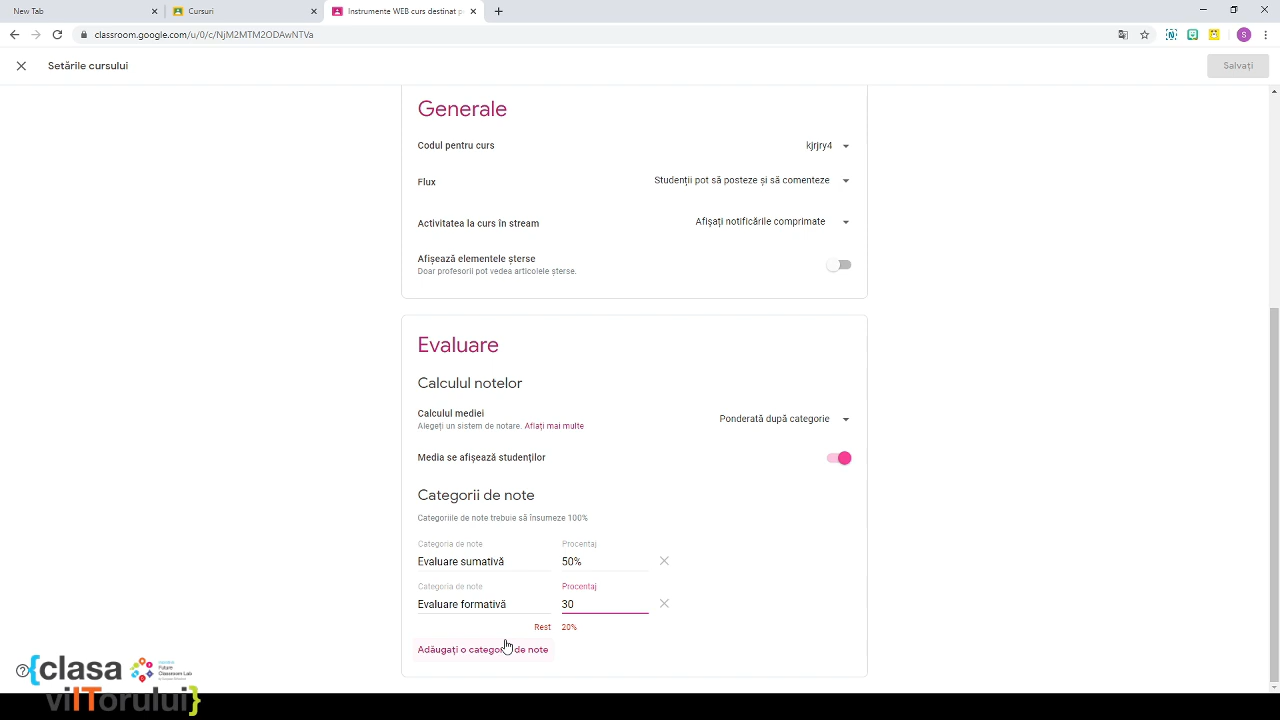 New Tab
Cursuri
Instrumente WEB curs destinat p
classroom.google.com/u/0/c/NjM2MTM2ODAwNTVa
S
Setările cursului
Salvați
Generale
Codul pentru curs
kjrjry4
Flux
Studenții pot să posteze și să comenteze
Activitatea la curs în stream
Afișați notificările comprimate
Afișează elementele șterse
Doar profesorii pot vedea articolele șterse.
Evaluare
Calculul notelor
Calculul mediei
Ponderată după categorie
Alegeți un sistem de notare. Aflați mai multe
Media se afișează studenților
Categorii de note
Categoriile de note trebuie să însumeze 100%
Categoria de note
Procentaj
Evaluare sumativă
50%
Categoria de note
Procentaj
Evaluare formativă
30
Rest 20%
Adăugați o categorie de note
{clasa
viITorului}
Future
Classroom Lab